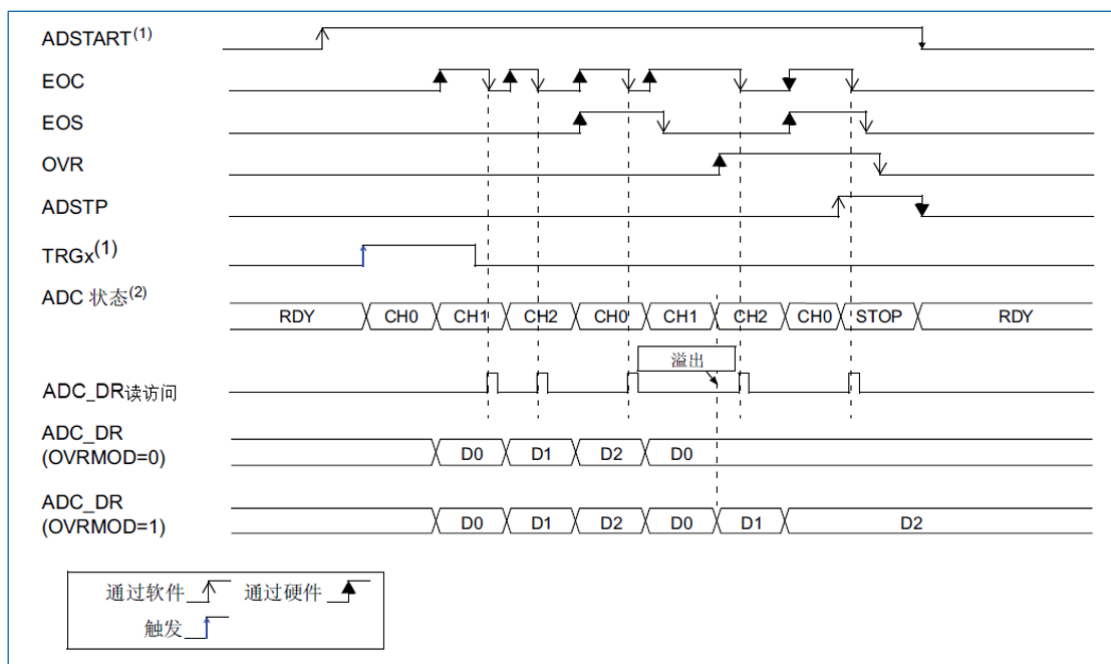 ADSTART(1)
EOC
EOS
OVR
ADSTP
TRGx(1)
ADC 状态(2)
RDY CH0 CH1 CH2 CH0 CH1 CH2 CH0 STOP RDY
溢出
ADC_DR读访问
ADC_DR
(OVRMOD=0)
D0 D1 D2 D0
ADC_DR
(OVRMOD=1)
D0 D1 D2 D0 D1 D2
通过软件 通过硬件
触发